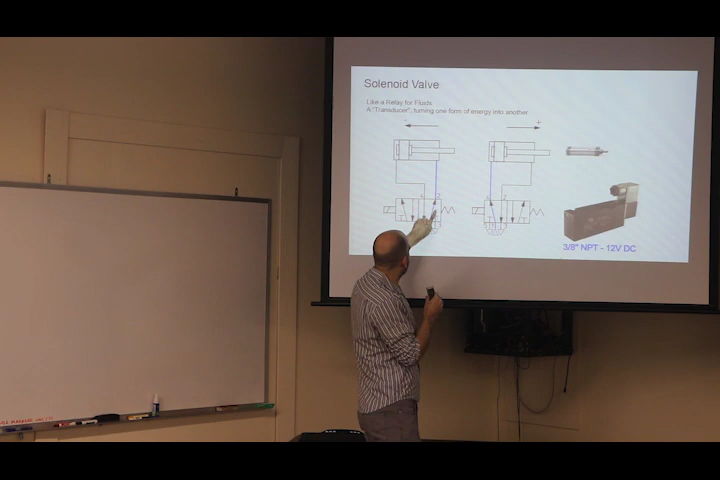 Solenoid Valve
Like a Relay for Fluids
A "Transducer", turning one form of energy into another
3/8" NPT - 12V DC